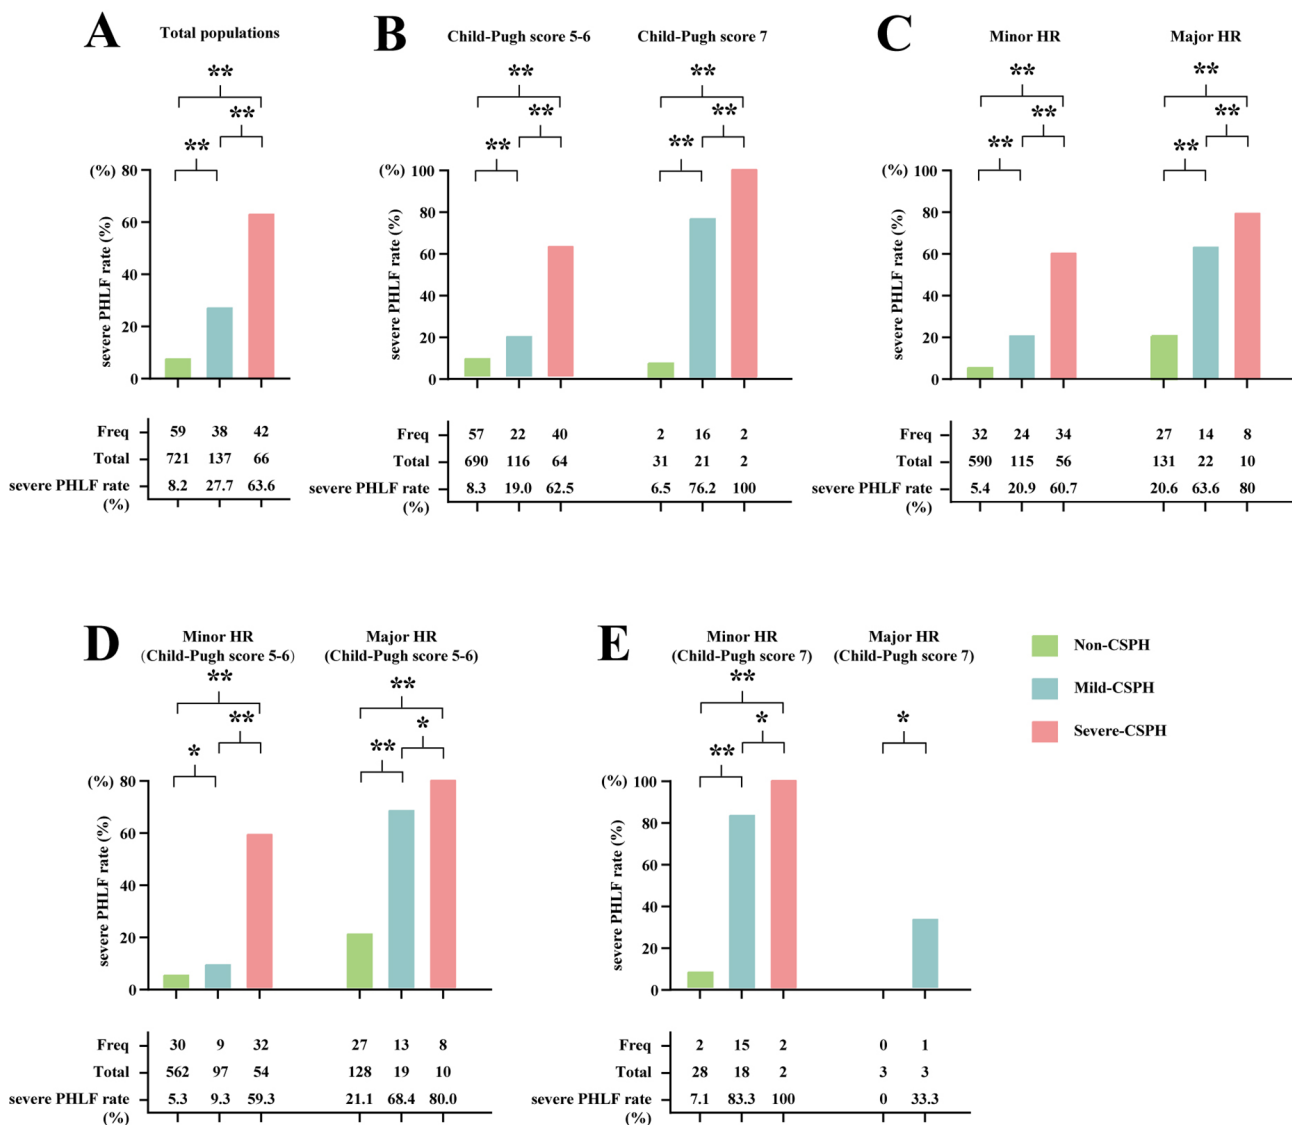 A
Total populations
**
**
**
(%)
80
60
40
20
0
severe PHLF rate (%)
Freq 59 38 42
Total 721 137 66
severe PHLF rate 8.2 27.7 63.6
(%)
B
Child-Pugh score 5-6 Child-Pugh score 7
** **
** **
** **
(%) 100
80
60
40
20
0
severe PHLF rate (%)
Freq 57 22 40 2 16 2
Total 690 116 64 31 21 2
severe PHLF rate 8.3 19.0 62.5 6.5 76.2 100
(%)
C
Minor HR Major HR
** **
** **
** **
(%) 100
80
60
40
20
0
severe PHLF rate (%)
Freq 32 24 34 27 14 8
Total 590 115 56 131 22 10
severe PHLF rate 5.4 20.9 60.7 20.6 63.6 80
(%)
D
Minor HR Major HR
(Child-Pugh score 5-6) (Child-Pugh score 5-6)
** **
** *
* **
(%) 80
60
40
20
0
severe PHLF rate (%)
Freq 30 9 32 27 13 8
Total 562 97 54 128 19 10
severe PHLF rate 5.3 9.3 59.3 21.1 68.4 80.0
(%)
E
Minor HR Major HR
(Child-Pugh score 7) (Child-Pugh score 7)
**
* *
**
(%) 100
80
60
40
20
0
severe PHLF rate (%)
Freq 2 15 2 0 1
Total 28 18 2 3 3
severe PHLF rate 7.1 83.3 100 0 33.3
(%)
Non-CSPH
Mild-CSPH
Severe-CSPH